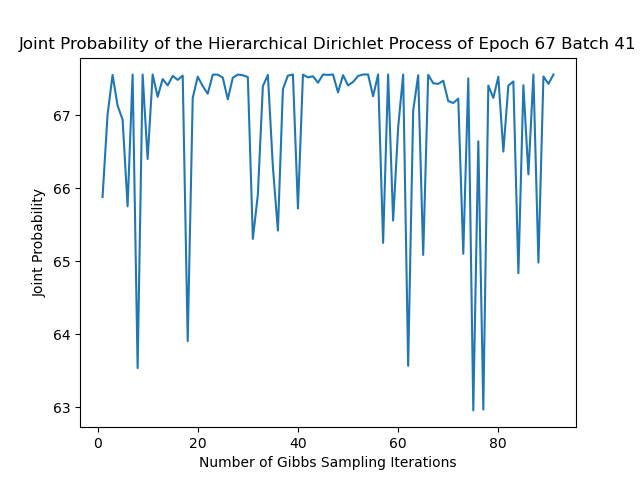 Joint Probability of the Hierarchical Dirichlet Process of Epoch 67 Batch 41
67
66
65
64
63
Joint Probability
0 20 40 60 80
Number of Gibbs Sampling Iterations